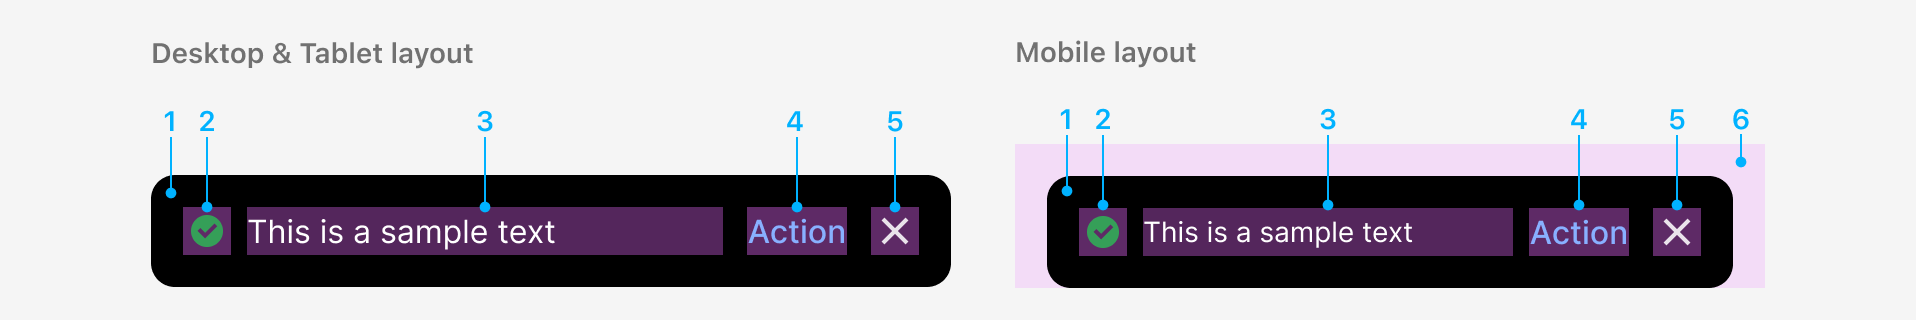 Desktop & Tablet layout
1 2 3 4 5
This is a sample text Action
Mobile layout
1 2 3 4 5 6
This is a sample text Action